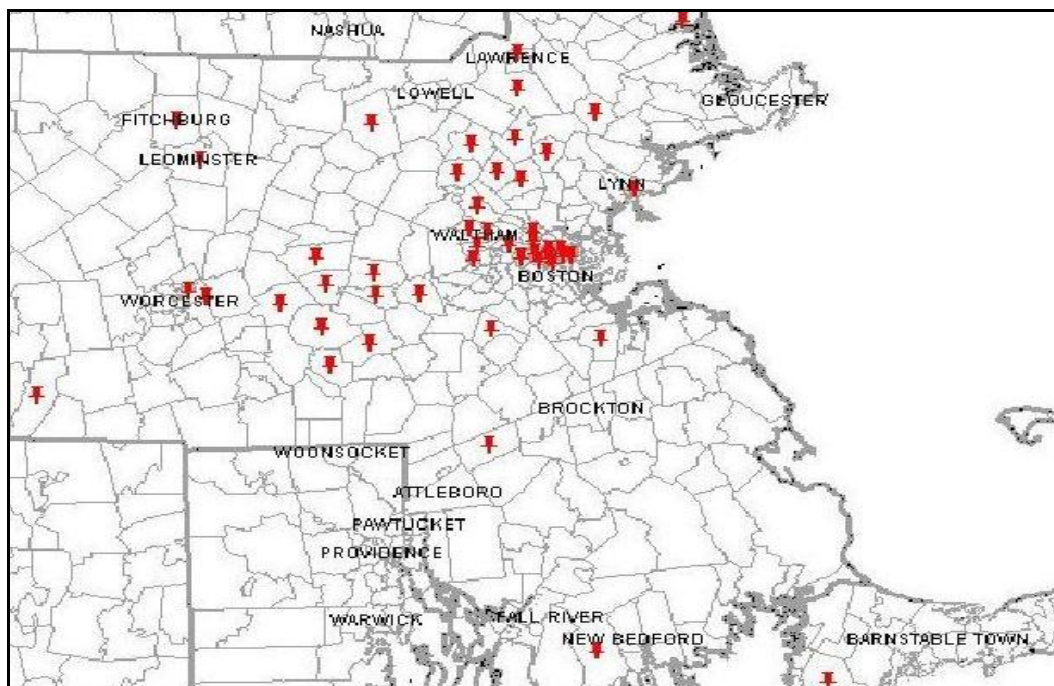 NASHUA
LAWRENCE
LOWELL
GLOUCESTER
FITCHBURG
LEOMINSTER
LYNN
WALTHAM
BOSTON
WORCESTER
BROCKTON
WOONSOCKET
ATTLEBORO
PAWTUCKET
PROVIDENCE
WARWICK
FALL RIVER
NEW BEDFORD
BARNSTABLE TOWN